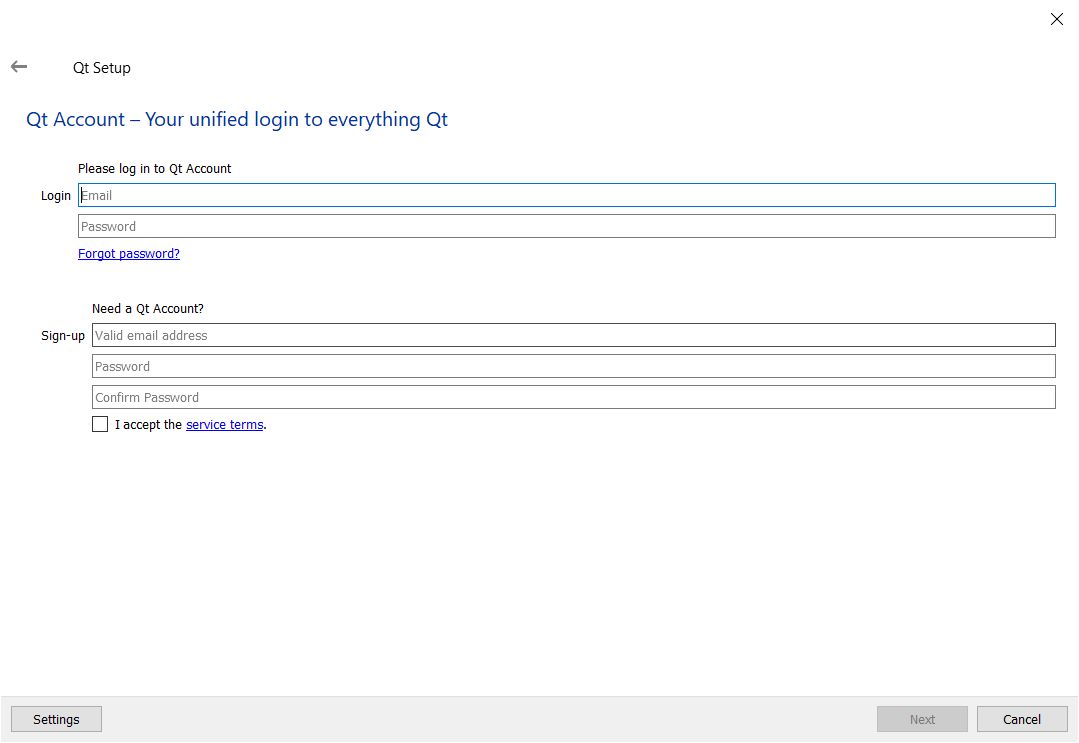 Qt Setup
Qt Account – Your unified login to everything Qt
Please log in to Qt Account
Login Email
Password
Forgot password?
Need a Qt Account?
Sign-up Valid email address
Password
Confirm Password
I accept the service terms.
Settings Next Cancel